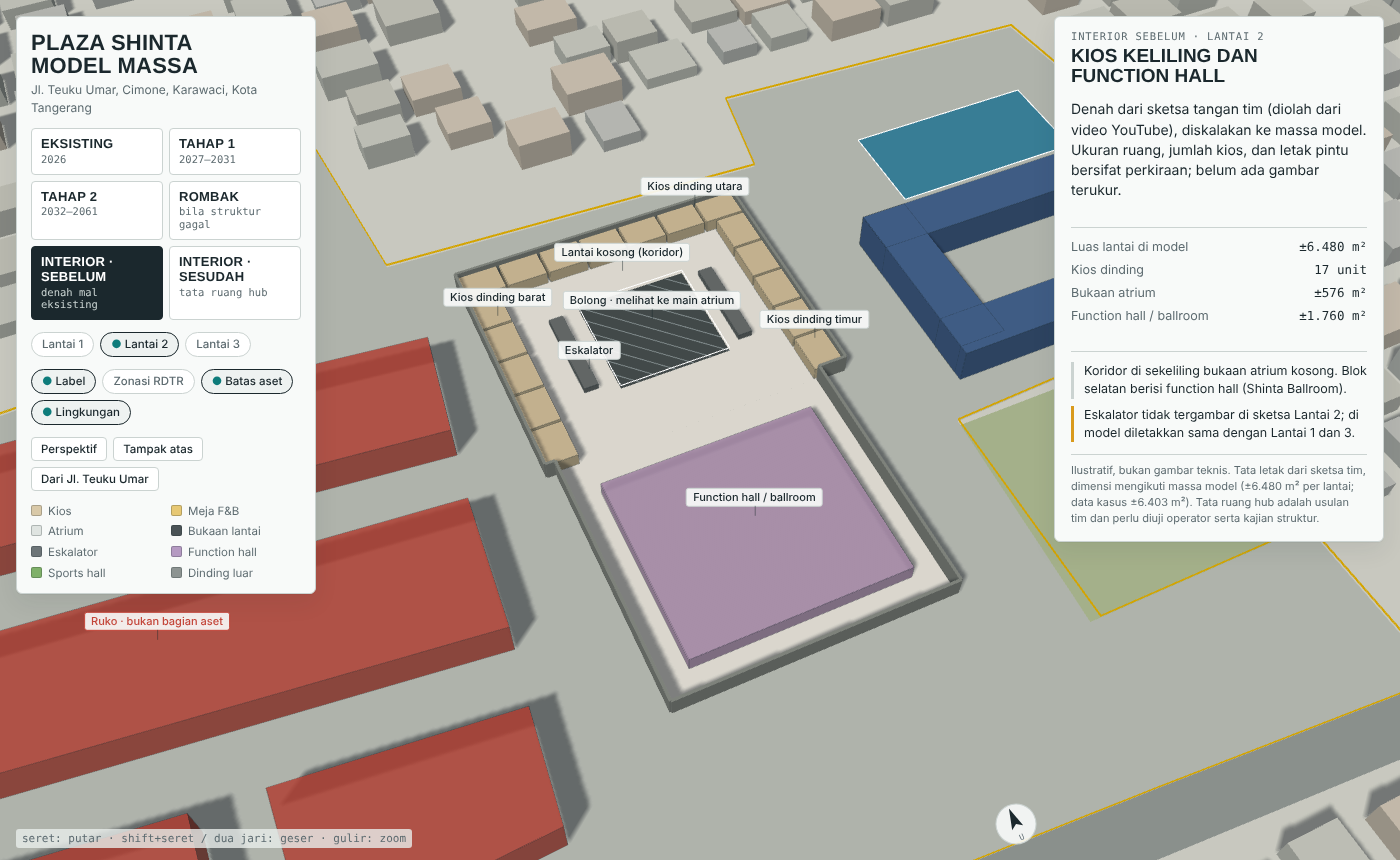 PLAZA SHINTA
MODEL MASSA
Jl. Teuku Umar, Cimone, Karawaci, Kota
Tangerang
EKSISTING
2026
TAHAP 1
2027–2031
TAHAP 2
2032–2061
ROMBAK
bila struktur
gagal
INTERIOR ·
SEBELUM
denah mal
eksisting
INTERIOR ·
SESUDAH
tata ruang hub
Lantai 1
Lantai 2
Lantai 3
Label
Zonasi RDTR
Batas aset
Lingkungan
Perspektif
Tampak atas
Dari Jl. Teuku Umar
Kios
Meja F&B
Atrium
Bukaan lantai
Eskalator
Function hall
Sports hall
Dinding luar
Kios dinding utara
Lantai kosong (koridor)
Kios dinding barat
Bolong · melihat ke main atrium
Kios dinding timur
Eskalator
Function hall / ballroom
Ruko · bukan bagian aset
seret: putar · shift+seret / dua jari: geser · gulir: zoom
U
INTERIOR SEBELUM · LANTAI 2
KIOS KELILING DAN
FUNCTION HALL
Denah dari sketsa tangan tim (diolah dari
video YouTube), diskalakan ke massa model.
Ukuran ruang, jumlah kios, dan letak pintu
bersifat perkiraan; belum ada gambar
terukur.
Luas lantai di model ±6.480 m²
Kios dinding 17 unit
Bukaan atrium ±576 m²
Function hall / ballroom ±1.760 m²
Koridor di sekeliling bukaan atrium kosong. Blok
selatan berisi function hall (Shinta Ballroom).
Eskalator tidak tergambar di sketsa Lantai 2; di
model diletakkan sama dengan Lantai 1 dan 3.
Ilustratif, bukan gambar teknis. Tata letak dari sketsa tim,
dimensi mengikuti massa model (±6.480 m² per lantai;
data kasus ±6.403 m²). Tata ruang hub adalah usulan
tim dan perlu diuji operator serta kajian struktur.